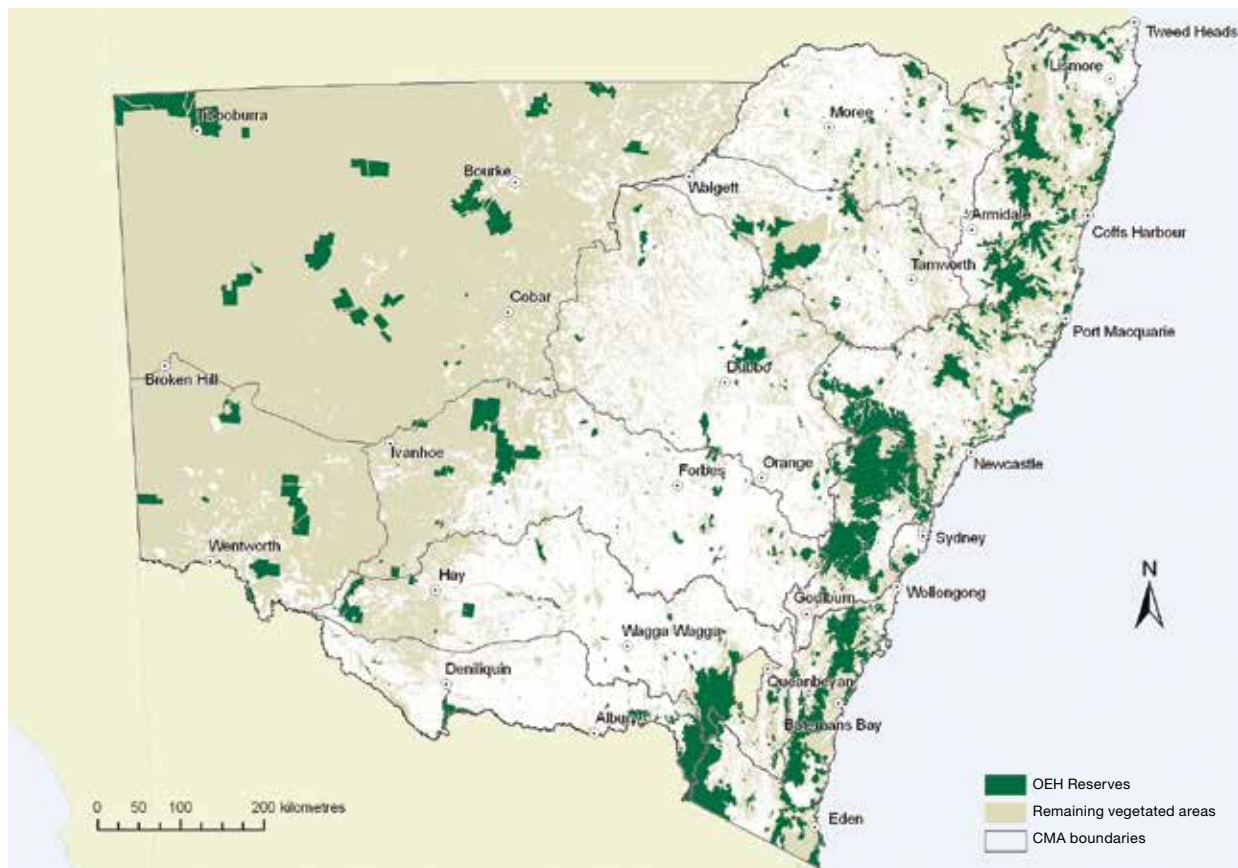 Tweed Heads
Lismore
Tibooburra
Moree
Bourke
Walgett
Armidale
Coffs Harbour
Tamworth
Cobar
Port Macquarie
Broken Hill
Dubbo
Ivanhoe
Forbes
Orange
Newcastle
Sydney
Wentworth
Hay
Wollongong
Goulburn
N
Wagga Wagga
Deniliquin
Queanbeyan
Albury
Batemans Bay
OEH Reserves
0 50 100 200 kilometres
Remaining vegetated areas
Eden
CMA boundaries